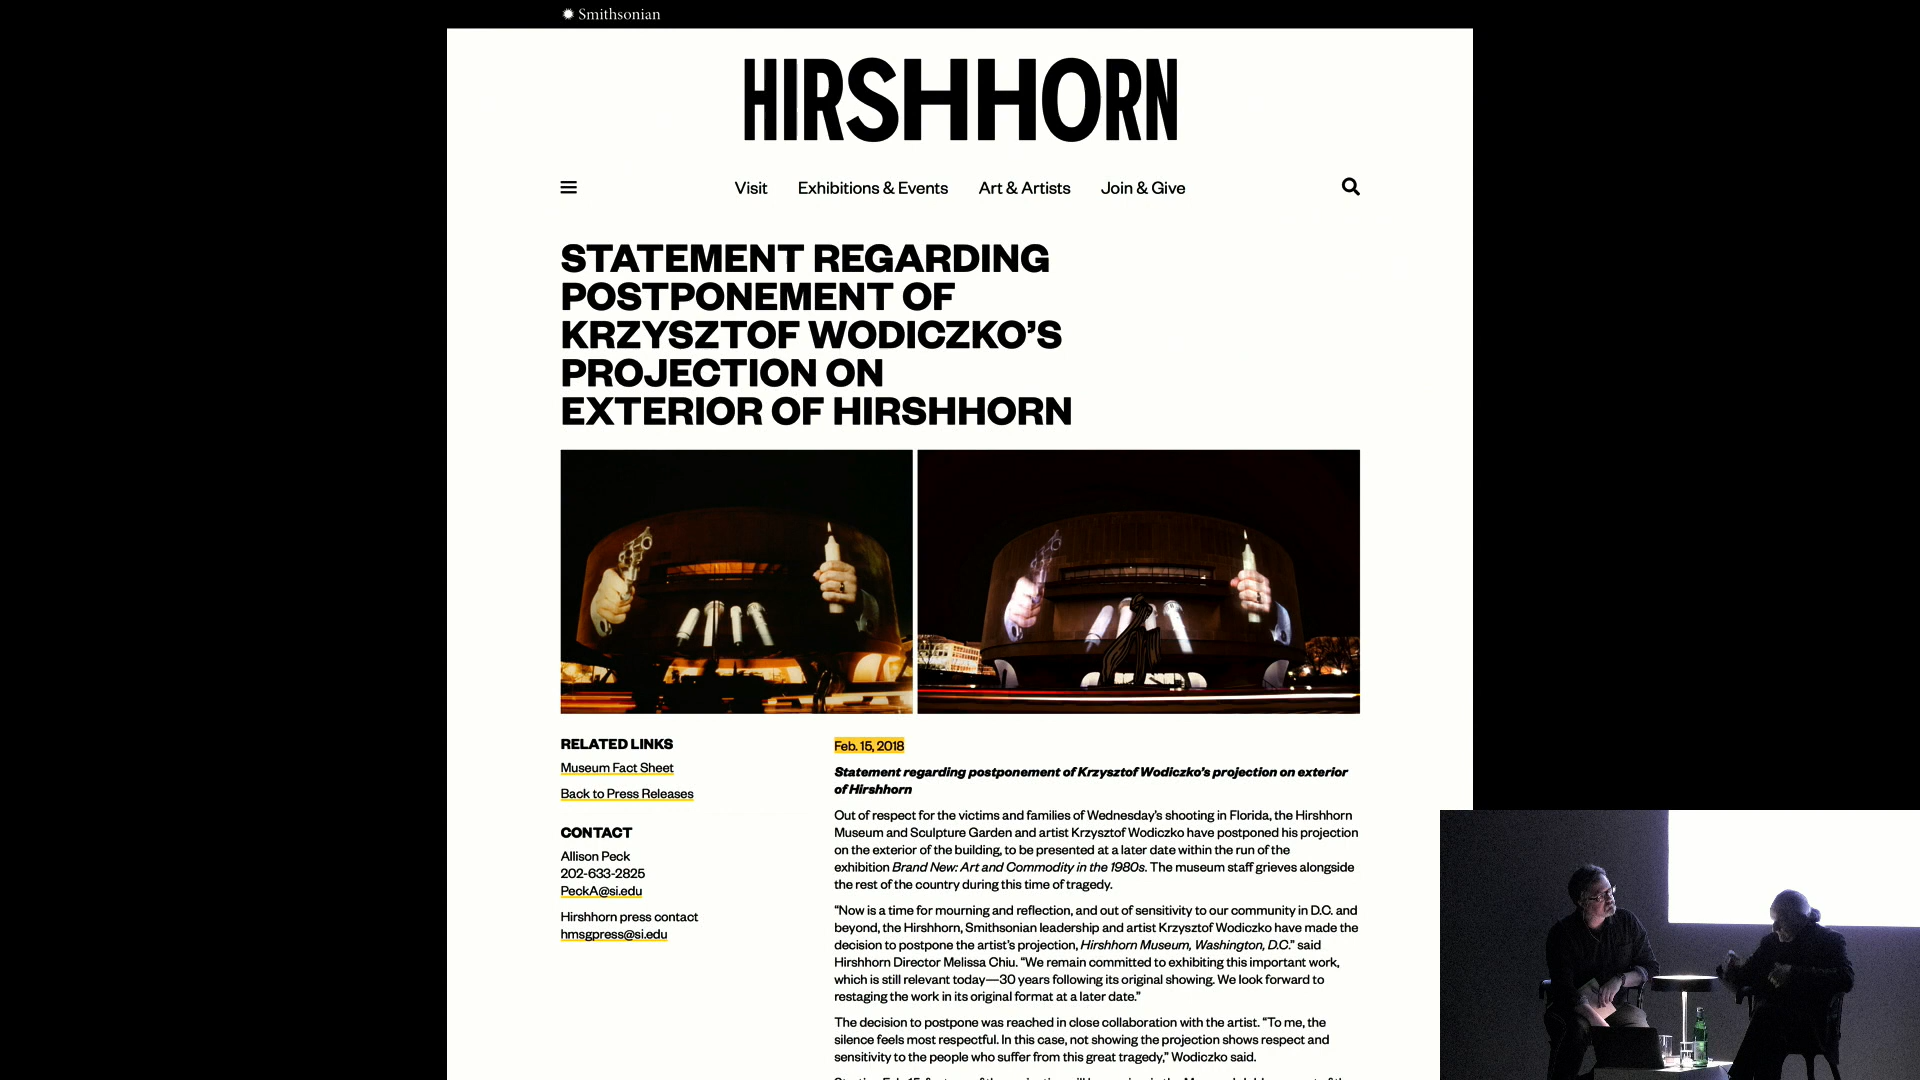 Smithsonian
HIRSHHORN
Visit Exhibitions & Events Art & Artists Join & Give
STATEMENT REGARDING
POSTPONEMENT OF
KRZYSZTOF WODICZKO’S
PROJECTION ON
EXTERIOR OF HIRSHHORN
RELATED LINKS
Museum Fact Sheet
Back to Press Releases
CONTACT
Allison Peck
202-633-2825
PeckA@si.edu
Hirshhorn press contact
hmsgpress@si.edu
Feb. 15, 2018
Statement regarding postponement of Krzysztof Wodiczko’s projection on exterior
of Hirshhorn
Out of respect for the victims and families of Wednesday’s shooting in Florida, the Hirshhorn
Museum and Sculpture Garden and artist Krzysztof Wodiczko have postponed his projection
on the exterior of the building, to be presented at a later date within the run of the
exhibition Brand New: Art and Commodity in the 1980s. The museum staff grieves alongside
the rest of the country during this time of tragedy.
“Now is a time for mourning and reflection, and out of sensitivity to our community in D.C. and
beyond, the Hirshhorn, Smithsonian leadership and artist Krzysztof Wodiczko have made the
decision to postpone the artist’s projection, Hirshhorn Museum, Washington, D.C.” said
Hirshhorn Director Melissa Chiu. “We remain committed to exhibiting this important work,
which is still relevant today—30 years following its original showing. We look forward to
restaging the work in its original format at a later date.”
The decision to postpone was reached in close collaboration with the artist. “To me, the
silence feels most respectful. In this case, not showing the projection shows respect and
sensitivity to the people who suffer from this great tragedy,” Wodiczko said.